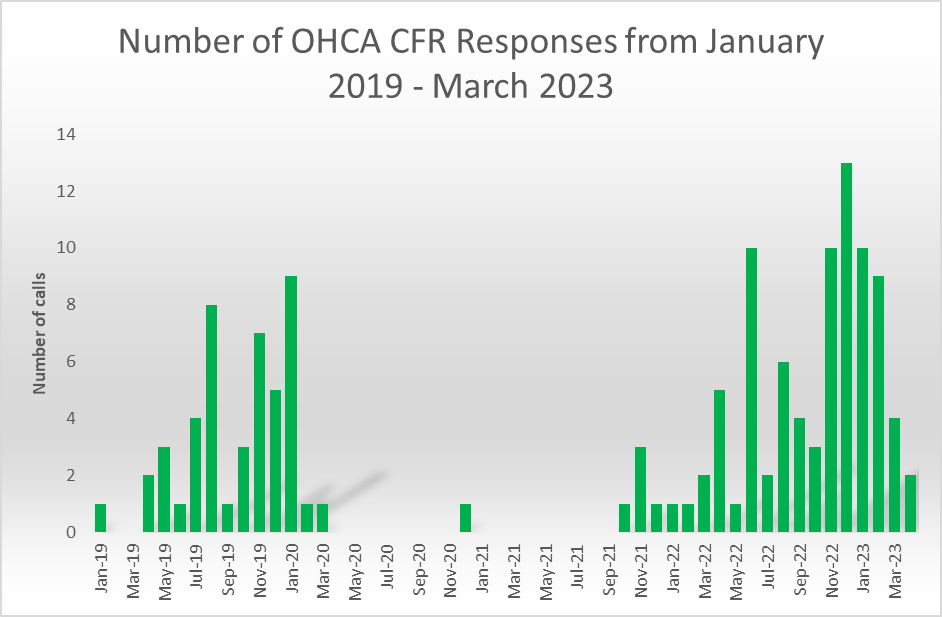 Number of OHCA CFR Responses from January
2019 - March 2023
14
12
10
8
6
4
2
0
Number of calls
Jan-19
Mar-19
May-19
Jul-19
Sep-19
Nov-19
Jan-20
Mar-20
May-20
Jul-20
Sep-20
Nov-20
Jan-21
Mar-21
May-21
Jul-21
Sep-21
Nov-21
Jan-22
Mar-22
May-22
Jul-22
Sep-22
Nov-22
Jan-23
Mar-23